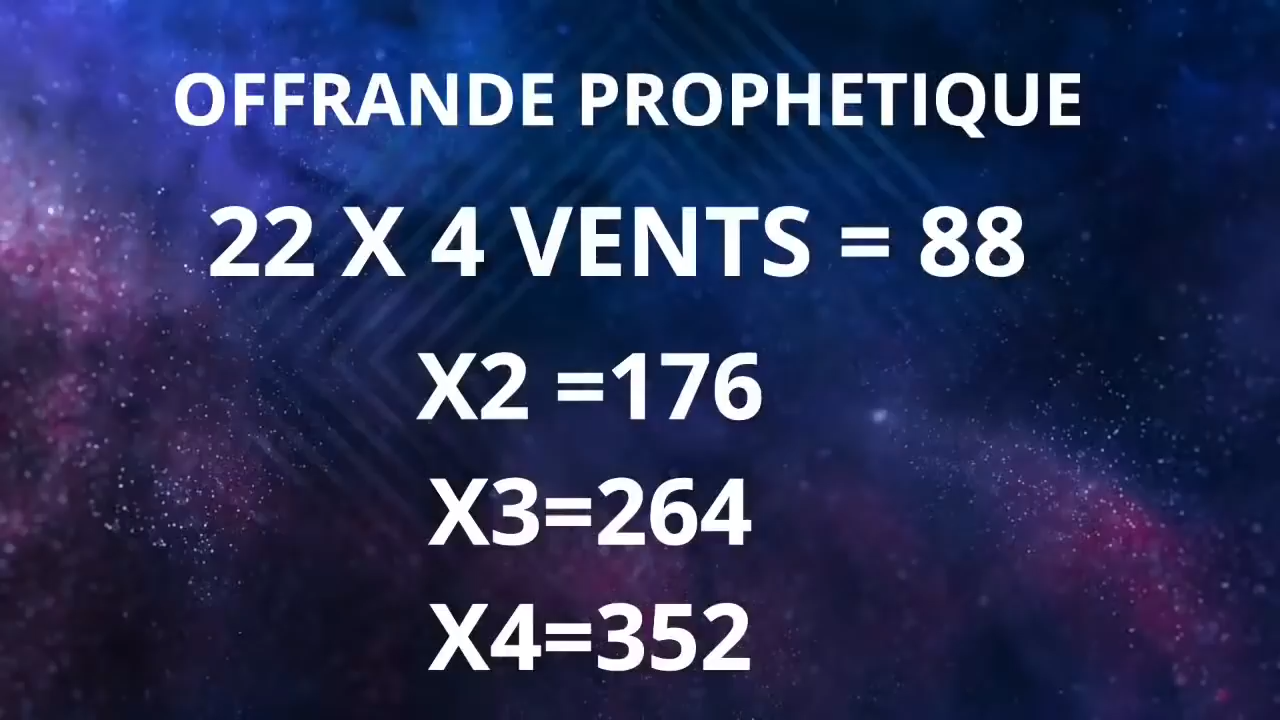 OFFRANDE PROPHETIQUE
22 X 4 VENTS = 88
X2 =176
X3=264
X4=352